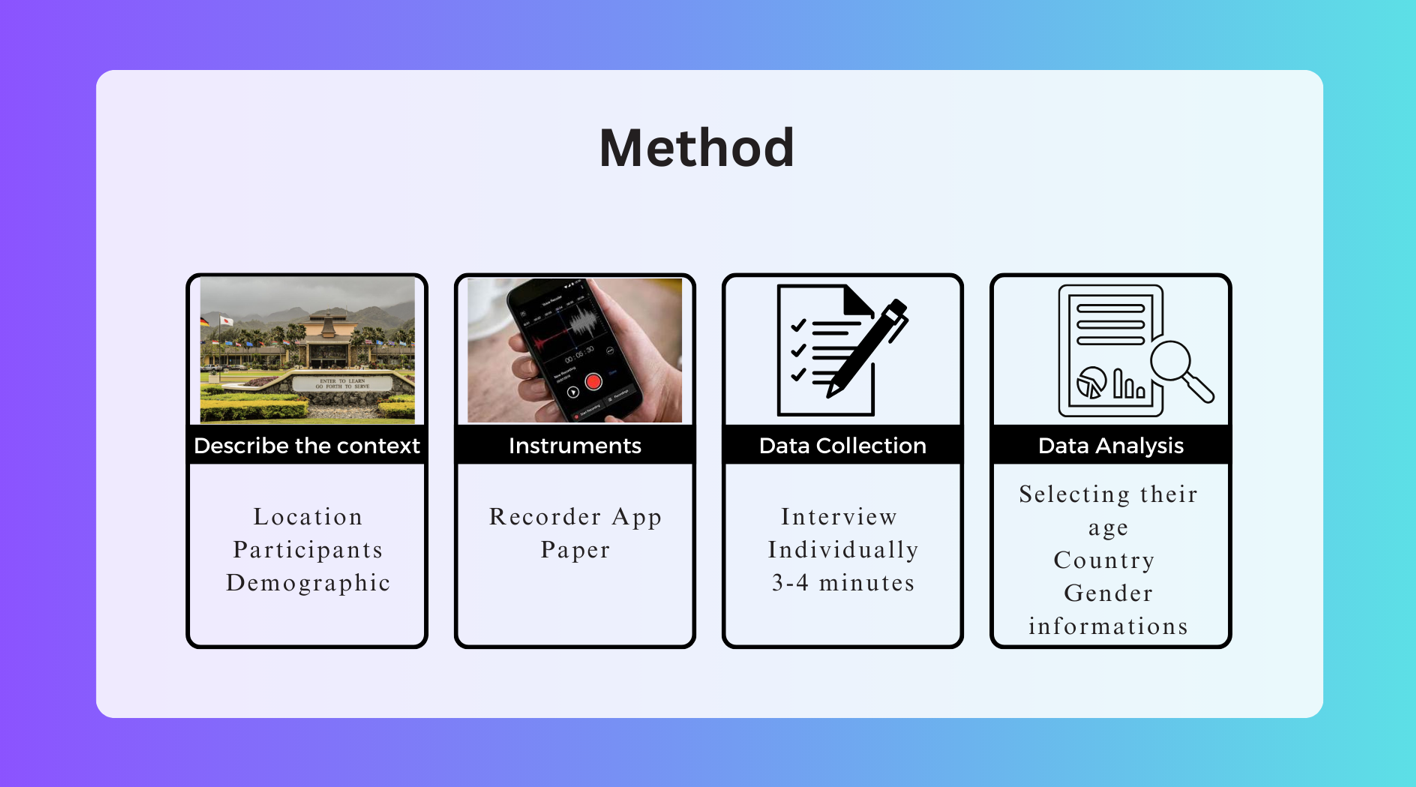 Method
ENTER TO LEARN
GO FORTH TO SERVE
00:00:30
Describe the context
Location
Participants
Demographic
Instruments
Recorder App
Paper
Data Collection
Interview
Individually
3-4 minutes
Data Analysis
Selecting their
age
Country
Gender
informations